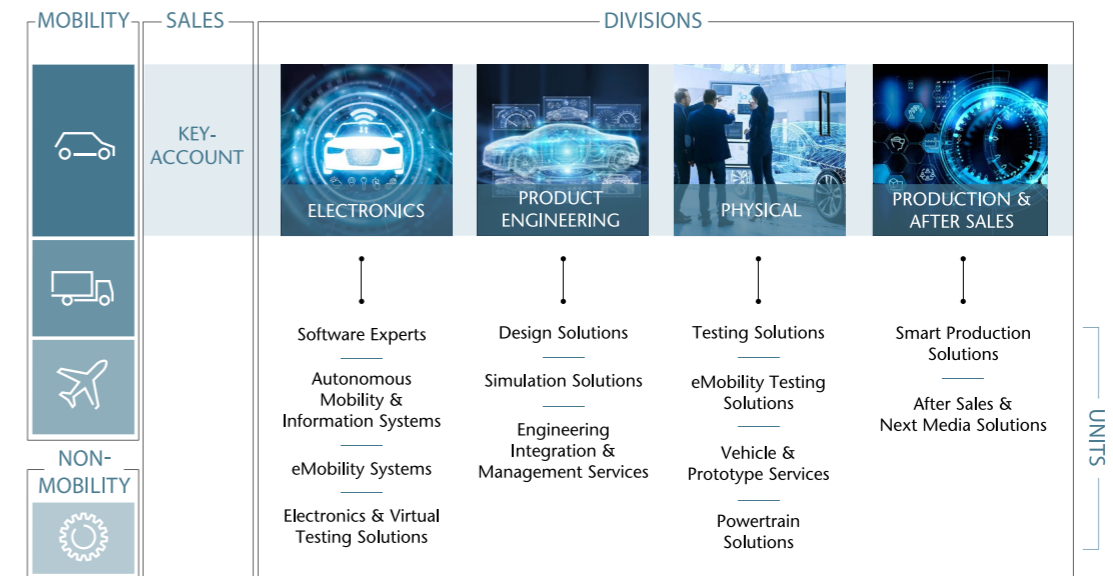 MOBILITY
SALES
DIVISIONS
KEY-
ACCOUNT
ELECTRONICS
PRODUCT
ENGINEERING
PHYSICAL
PRODUCTION &
AFTER SALES
Software Experts
Autonomous
Mobility &
Information Systems
eMobility Systems
Electronics & Virtual
Testing Solutions
Design Solutions
Simulation Solutions
Engineering
Integration &
Management Services
Testing Solutions
eMobility Testing
Solutions
Vehicle &
Prototype Services
Powertrain
Solutions
Smart Production
Solutions
After Sales &
Next Media Solutions
UNITS
NON-
MOBILITY